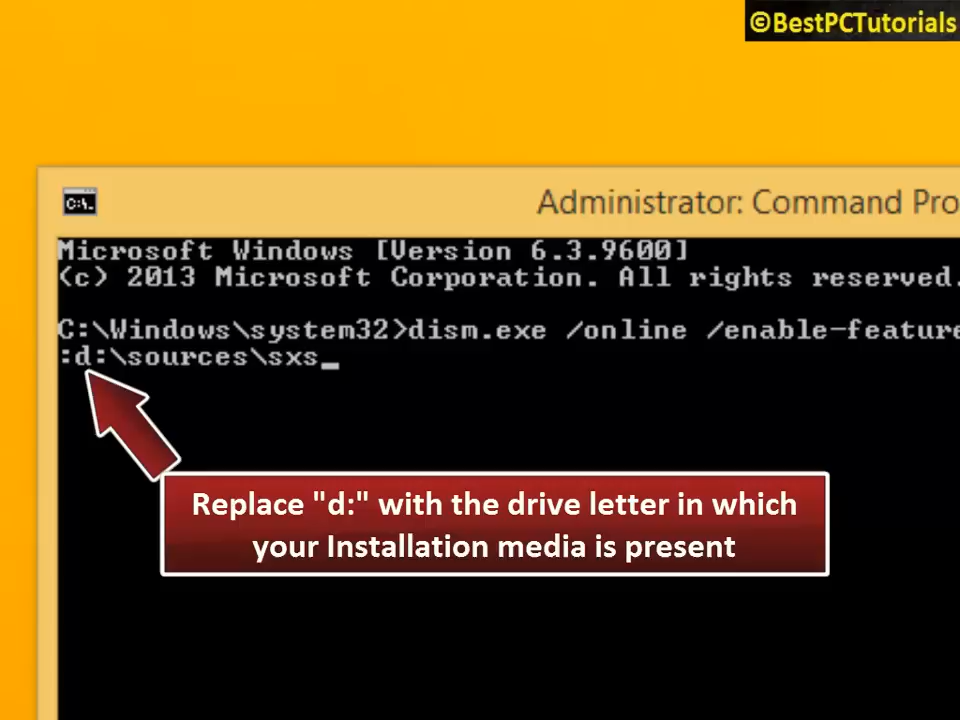 ©BestPCTutorials
C:\.
Administrator: Command Pro
Microsoft Windows [Version 6.3.9600]
(c) 2013 Microsoft Corporation. All rights reserved.
C:\Windows\system32>dism.exe /online /enable-feature
:d:\sources\sxs_
Replace "d:" with the drive letter in which
your Installation media is present